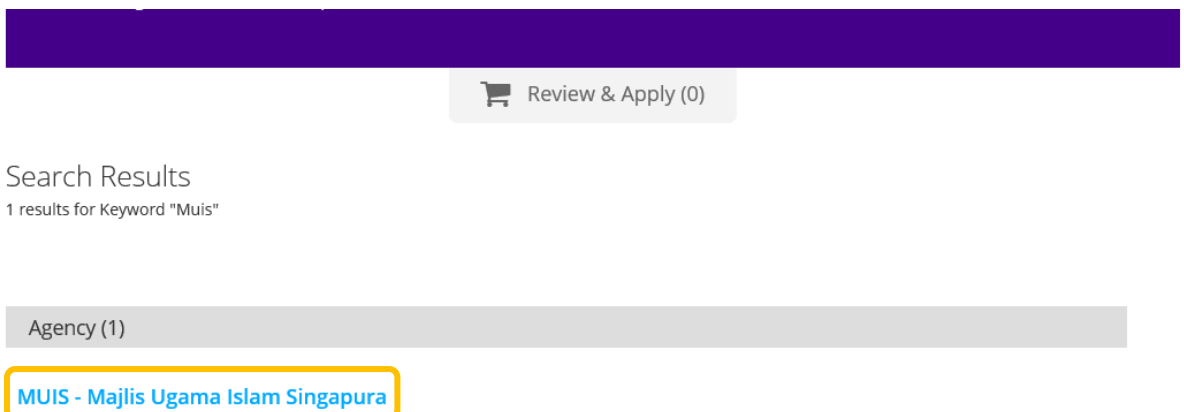 Review & Apply (0)
Search Results
1 results for Keyword "Muis"
Agency (1)
MUIS - Majlis Ugama Islam Singapura